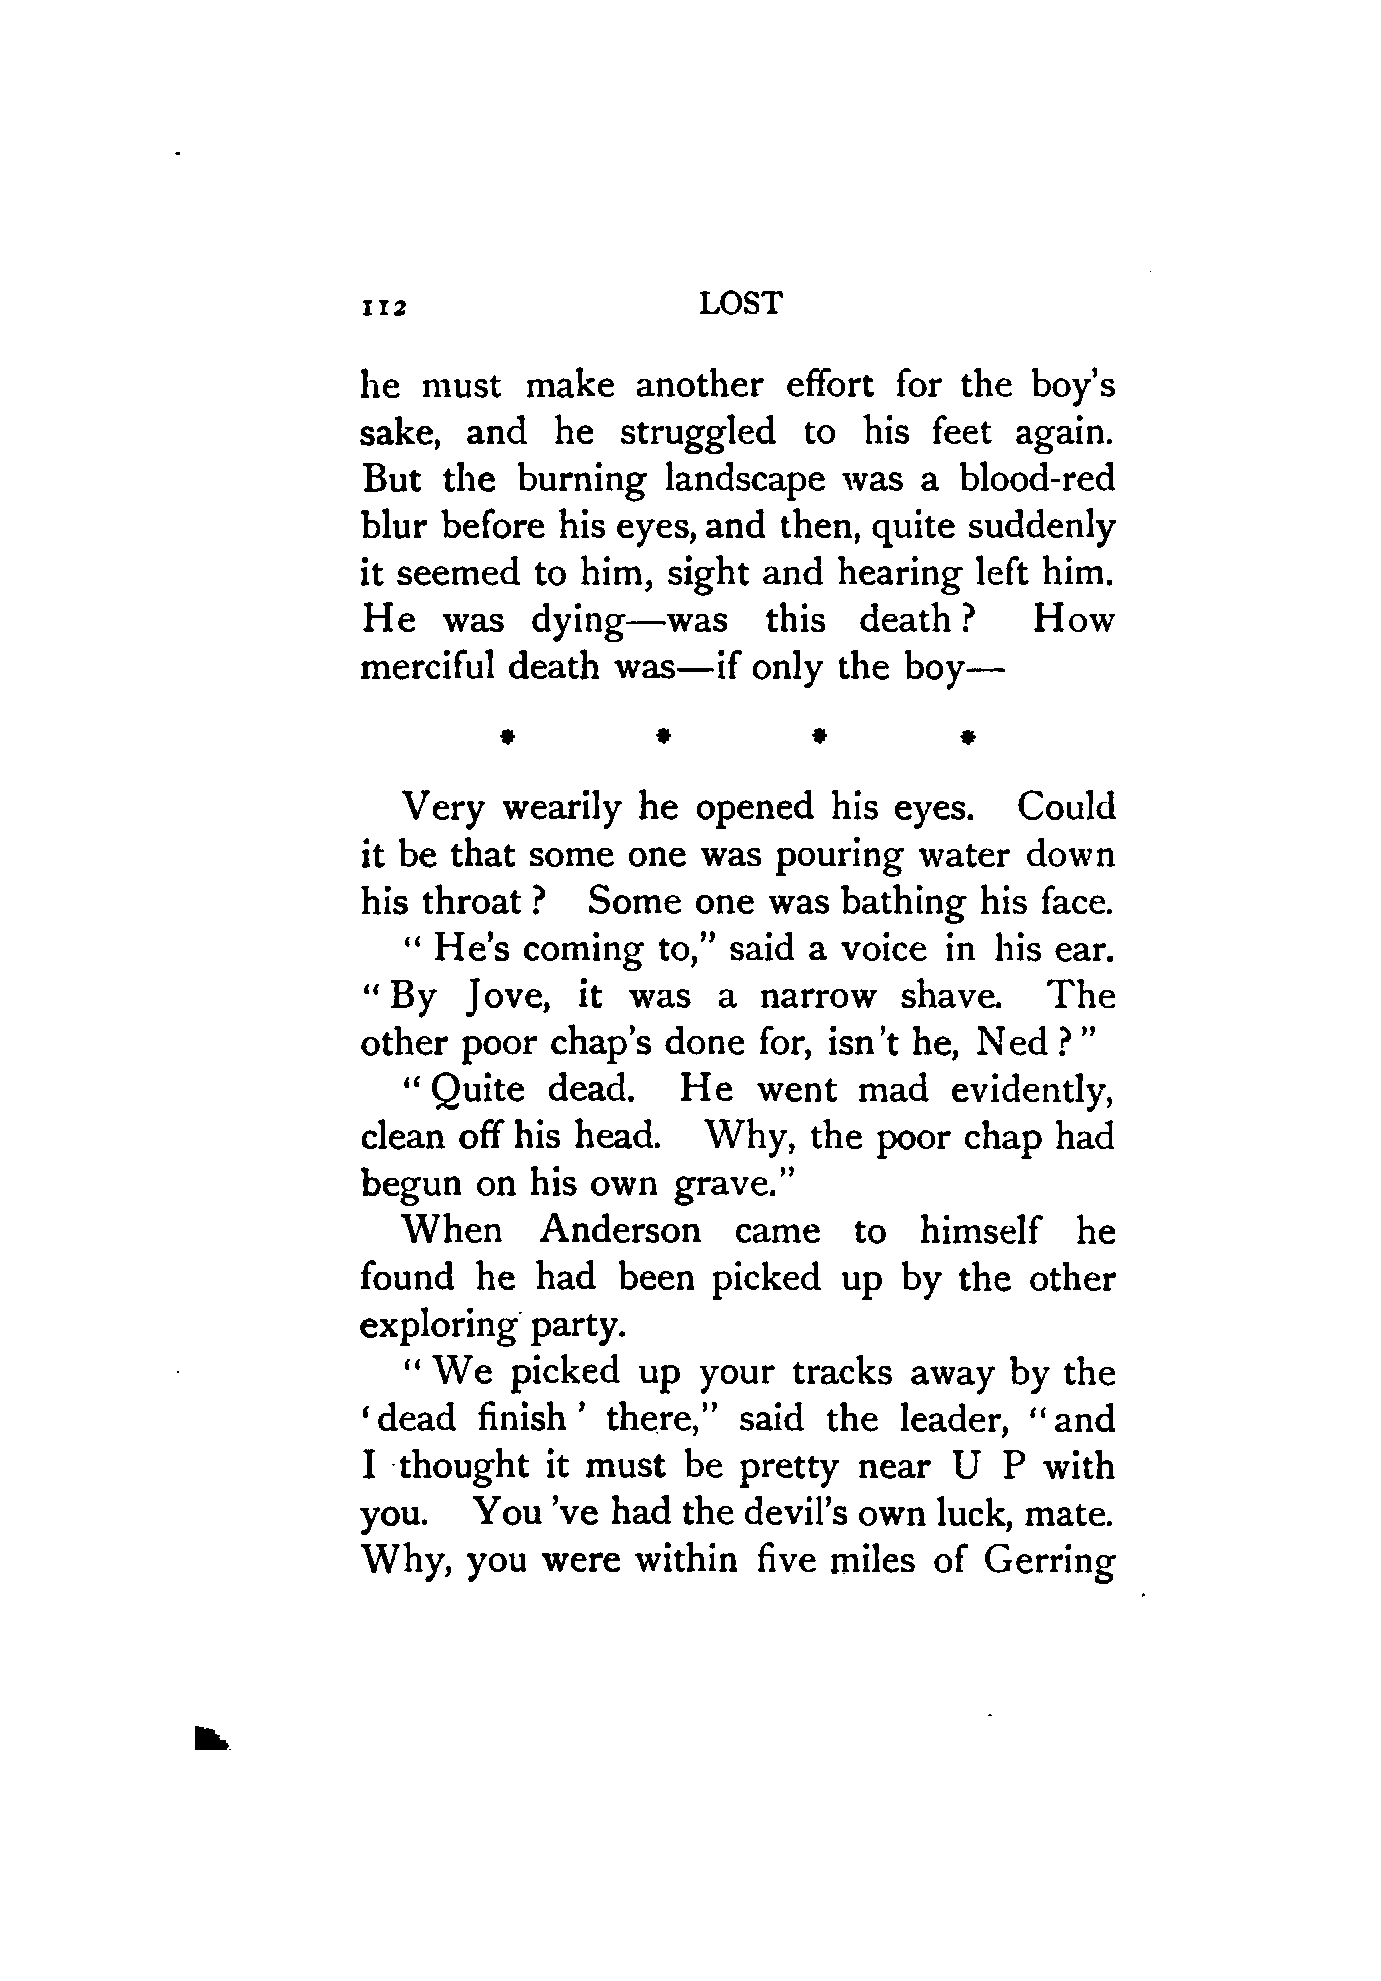 112 LOST
he must make another effort for the boy's
sake, and he struggled to his feet again.
But the burning landscape was a blood-red
blur before his eyes, and then, quite suddenly
it seemed to him, sight and hearing left him.
He was dying—was this death? How
merciful death was—if only the boy—
* * * *
Very wearily he opened his eyes. Could
it be that some one was pouring water down
his throat? Some one was bathing his face.
"He's coming to," said a voice in his ear.
"By Jove, it was a narrow shave. The
other poor chap's done for, isn't he, Ned?"
"Quite dead. He went mad evidently,
clean off his head. Why, the poor chap had
begun on his own grave."
When Anderson came to himself he
found he had been picked up by the other
exploring party.
"We picked up your tracks away by the
'dead finish' there," said the leader, "and
I thought it must be pretty near U P with
you. You 've had the devil's own luck, mate.
Why, you were within five miles of Gerring